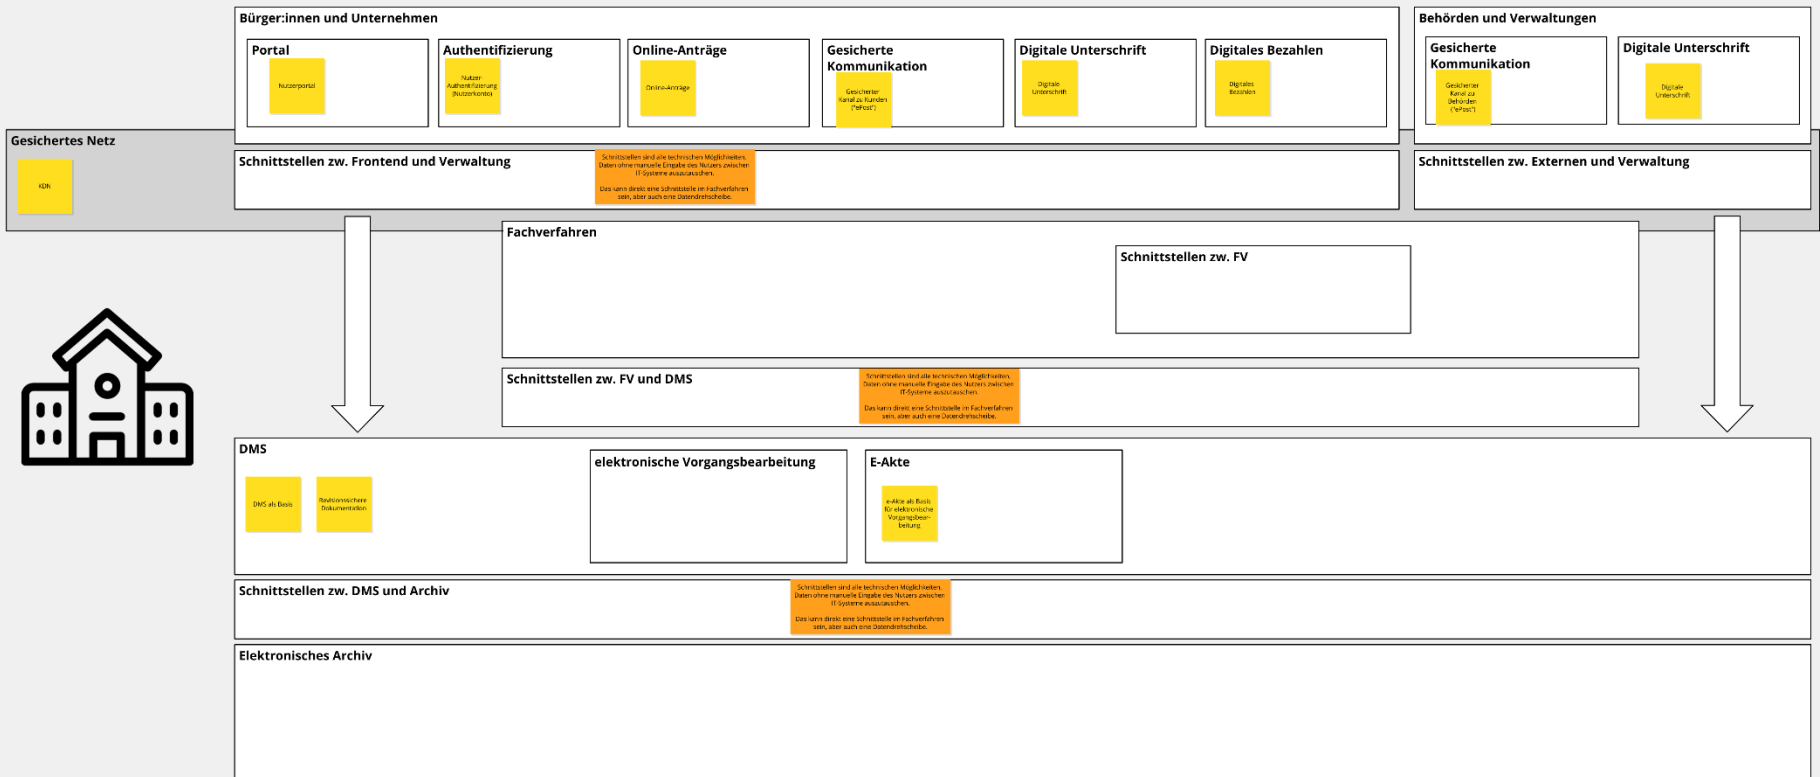 Bürger:innen und Unternehmen
Portal
Nutzerportal
Authentifizierung
Nutzer-
Authentifizierung
(Nutzerkonto)
Online-Anträge
Online-Anträge
Gesicherte
Kommunikation
Gesicherter
Kanal zu Kunden
("ePost")
Digitale Unterschrift
Digitale
Unterschrift
Digitales Bezahlen
Digitales
Bezahlen
Behörden und Verwaltungen
Gesicherte
Kommunikation
Gesicherter
Kanal zu
Behörden
("ePost")
Digitale Unterschrift
Digitale
Unterschrift
Gesichertes Netz
KDN
Schnittstellen zw. Frontend und Verwaltung
Schnittstellen sind alle technischen Möglichkeiten,
Daten ohne manuelle Eingabe des Nutzers zwischen
IT-Systeme auszutauschen.
Das kann direkt eine Schnittstelle im Fachverfahren
sein, aber auch eine Datendrehscheibe.
Schnittstellen zw. Externen und Verwaltung
Fachverfahren
Schnittstellen zw. FV
Schnittstellen zw. FV und DMS
Schnittstellen sind alle technischen Möglichkeiten,
Daten ohne manuelle Eingabe des Nutzers zwischen
IT-Systeme auszutauschen.
Das kann direkt eine Schnittstelle im Fachverfahren
sein, aber auch eine Datendrehscheibe.
DMS
DMS als Basis
Revisionssichere
Dokumentation
elektronische Vorgangsbearbeitung
E-Akte
e-Akte als Basis
für elektronische
Vorgangsbear-
beitung
Schnittstellen zw. DMS und Archiv
Schnittstellen sind alle technischen Möglichkeiten,
Daten ohne manuelle Eingabe des Nutzers zwischen
IT-Systeme auszutauschen.
Das kann direkt eine Schnittstelle im Fachverfahren
sein, aber auch eine Datendrehscheibe.
Elektronisches Archiv